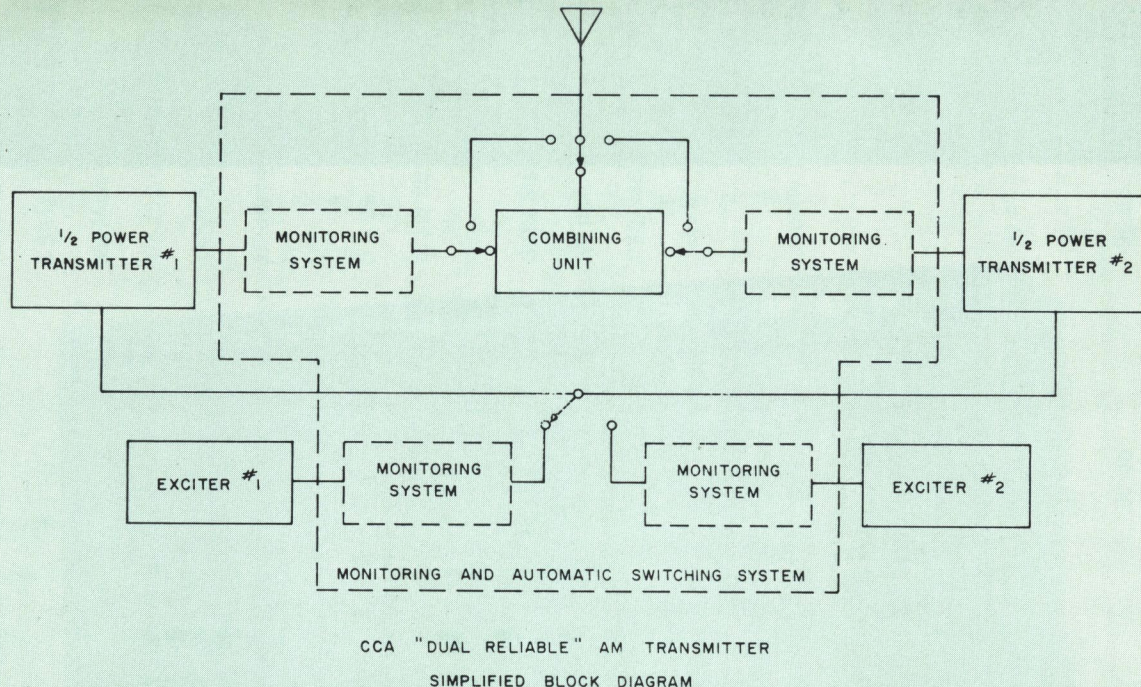 1/2 POWER
TRANSMITTER #1
MONITORING
SYSTEM
COMBINING
UNIT
MONITORING
SYSTEM
1/2 POWER
TRANSMITTER #2
EXCITER #1
MONITORING
SYSTEM
MONITORING
SYSTEM
EXCITER #2
MONITORING AND AUTOMATIC SWITCHING SYSTEM
CCA "DUAL RELIABLE" AM TRANSMITTER
SIMPLIFIED BLOCK DIAGRAM